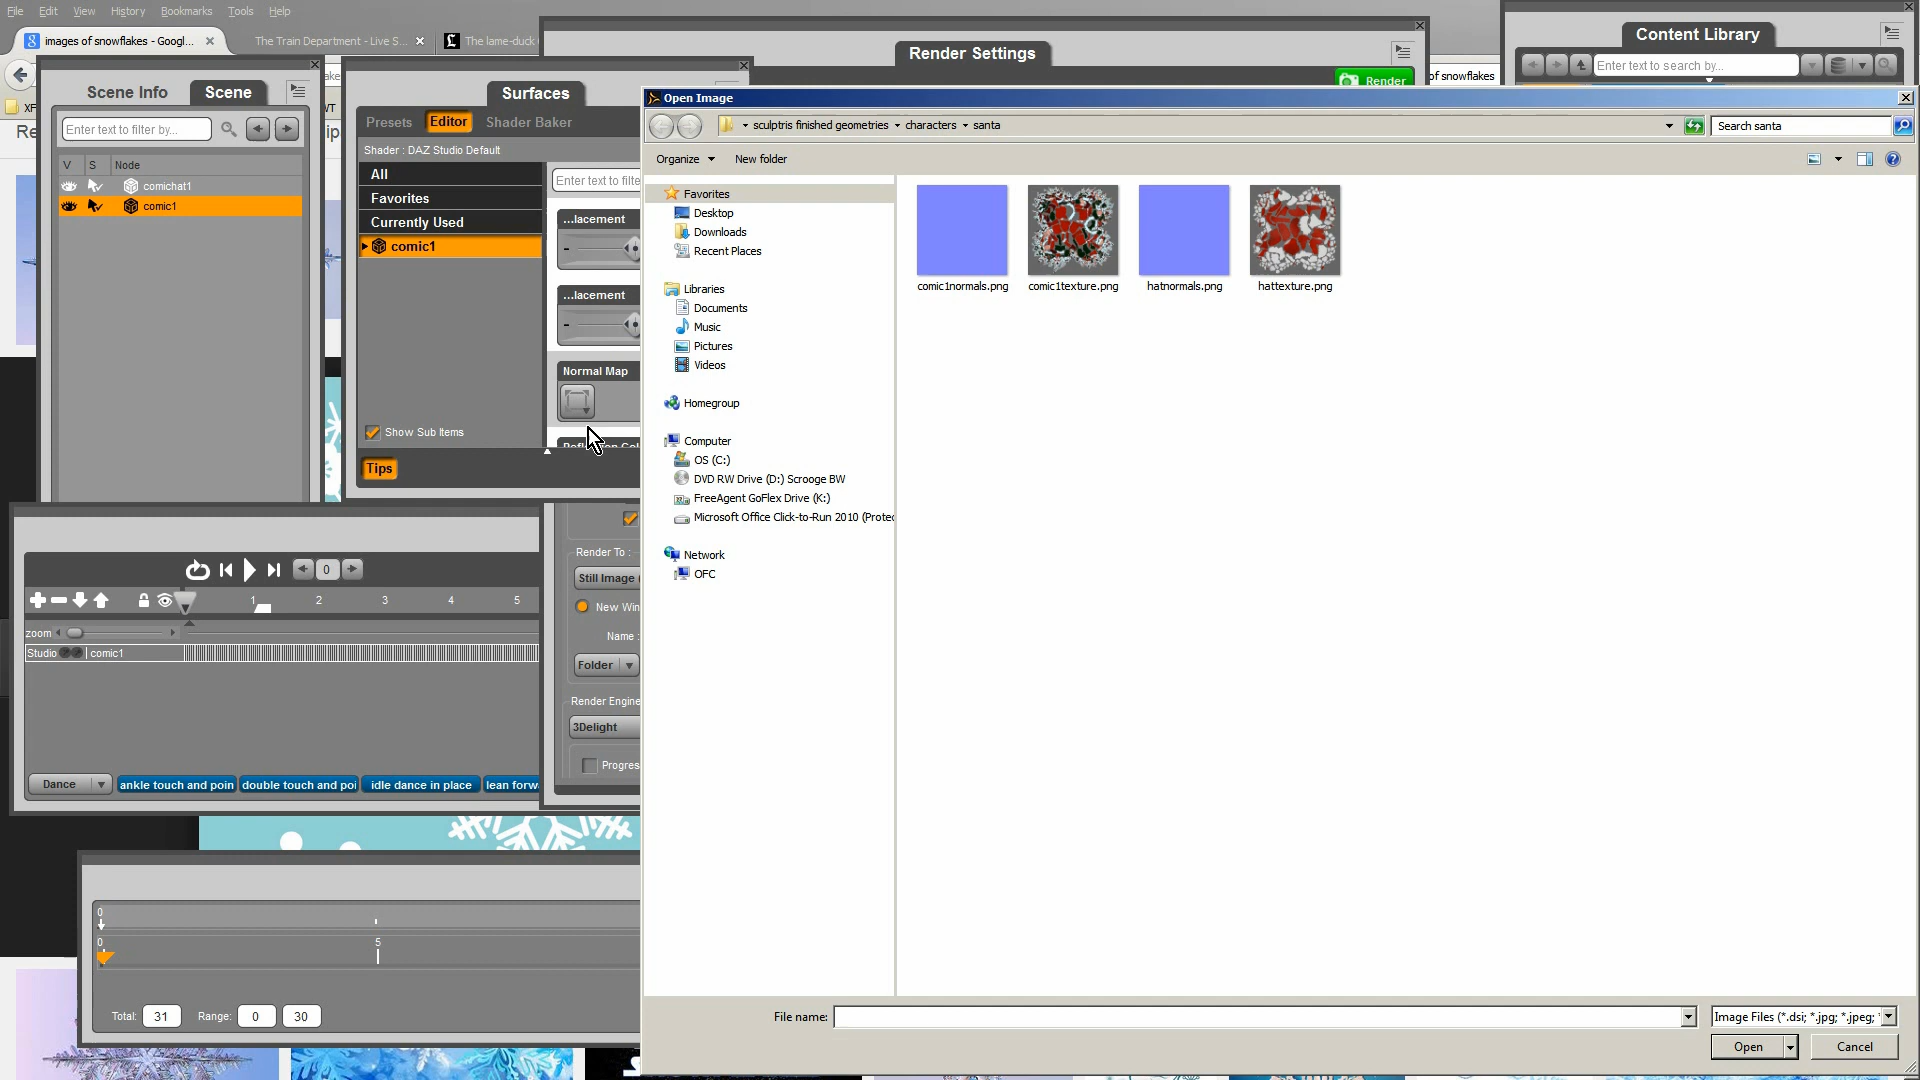 File Edit View History Bookmarks Tools Help
images of snowflakes - Googl...
The Train Department - Live S...
The lame-duck
Render Settings
Content Library
Render
of snowflakes
Enter text to search by...
Scene Info
Scene
Enter text to filter by...
V S Node
comichat1
comic1
Surfaces
Presets Editor Shader Baker
Shader : DAZ Studio Default
All
Favorites
Currently Used
comic1
Show Sub Items
Tips
Enter text to filte
...lacement
...lacement
Normal Map
Open Image
sculptris finished geometries characters santa
Search santa
Organize New folder
Favorites
Desktop
Downloads
Recent Places
Libraries
Documents
Music
Pictures
Videos
Homegroup
Computer
OS (C:)
DVD RW Drive (D:) Scrooge BW
FreeAgent GoFlex Drive (K:)
Microsoft Office Click-to-Run 2010 (Protec
Network
OFC
comic1normals.png
comic1texture.png
hatnormals.png
hattexture.png
File name:
Image Files (*.dsi; *.jpg; *.jpeg;
Open
Cancel
0
1 2 3 4 5
zoom
Studio comic1
Dance
ankle touch and poin
double touch and poi
idle dance in place
lean forw
Render To :
Still Image
New Win
Name :
Folder
Render Engine
3Delight
Progres
0
0 5
Total: 31 Range: 0 30